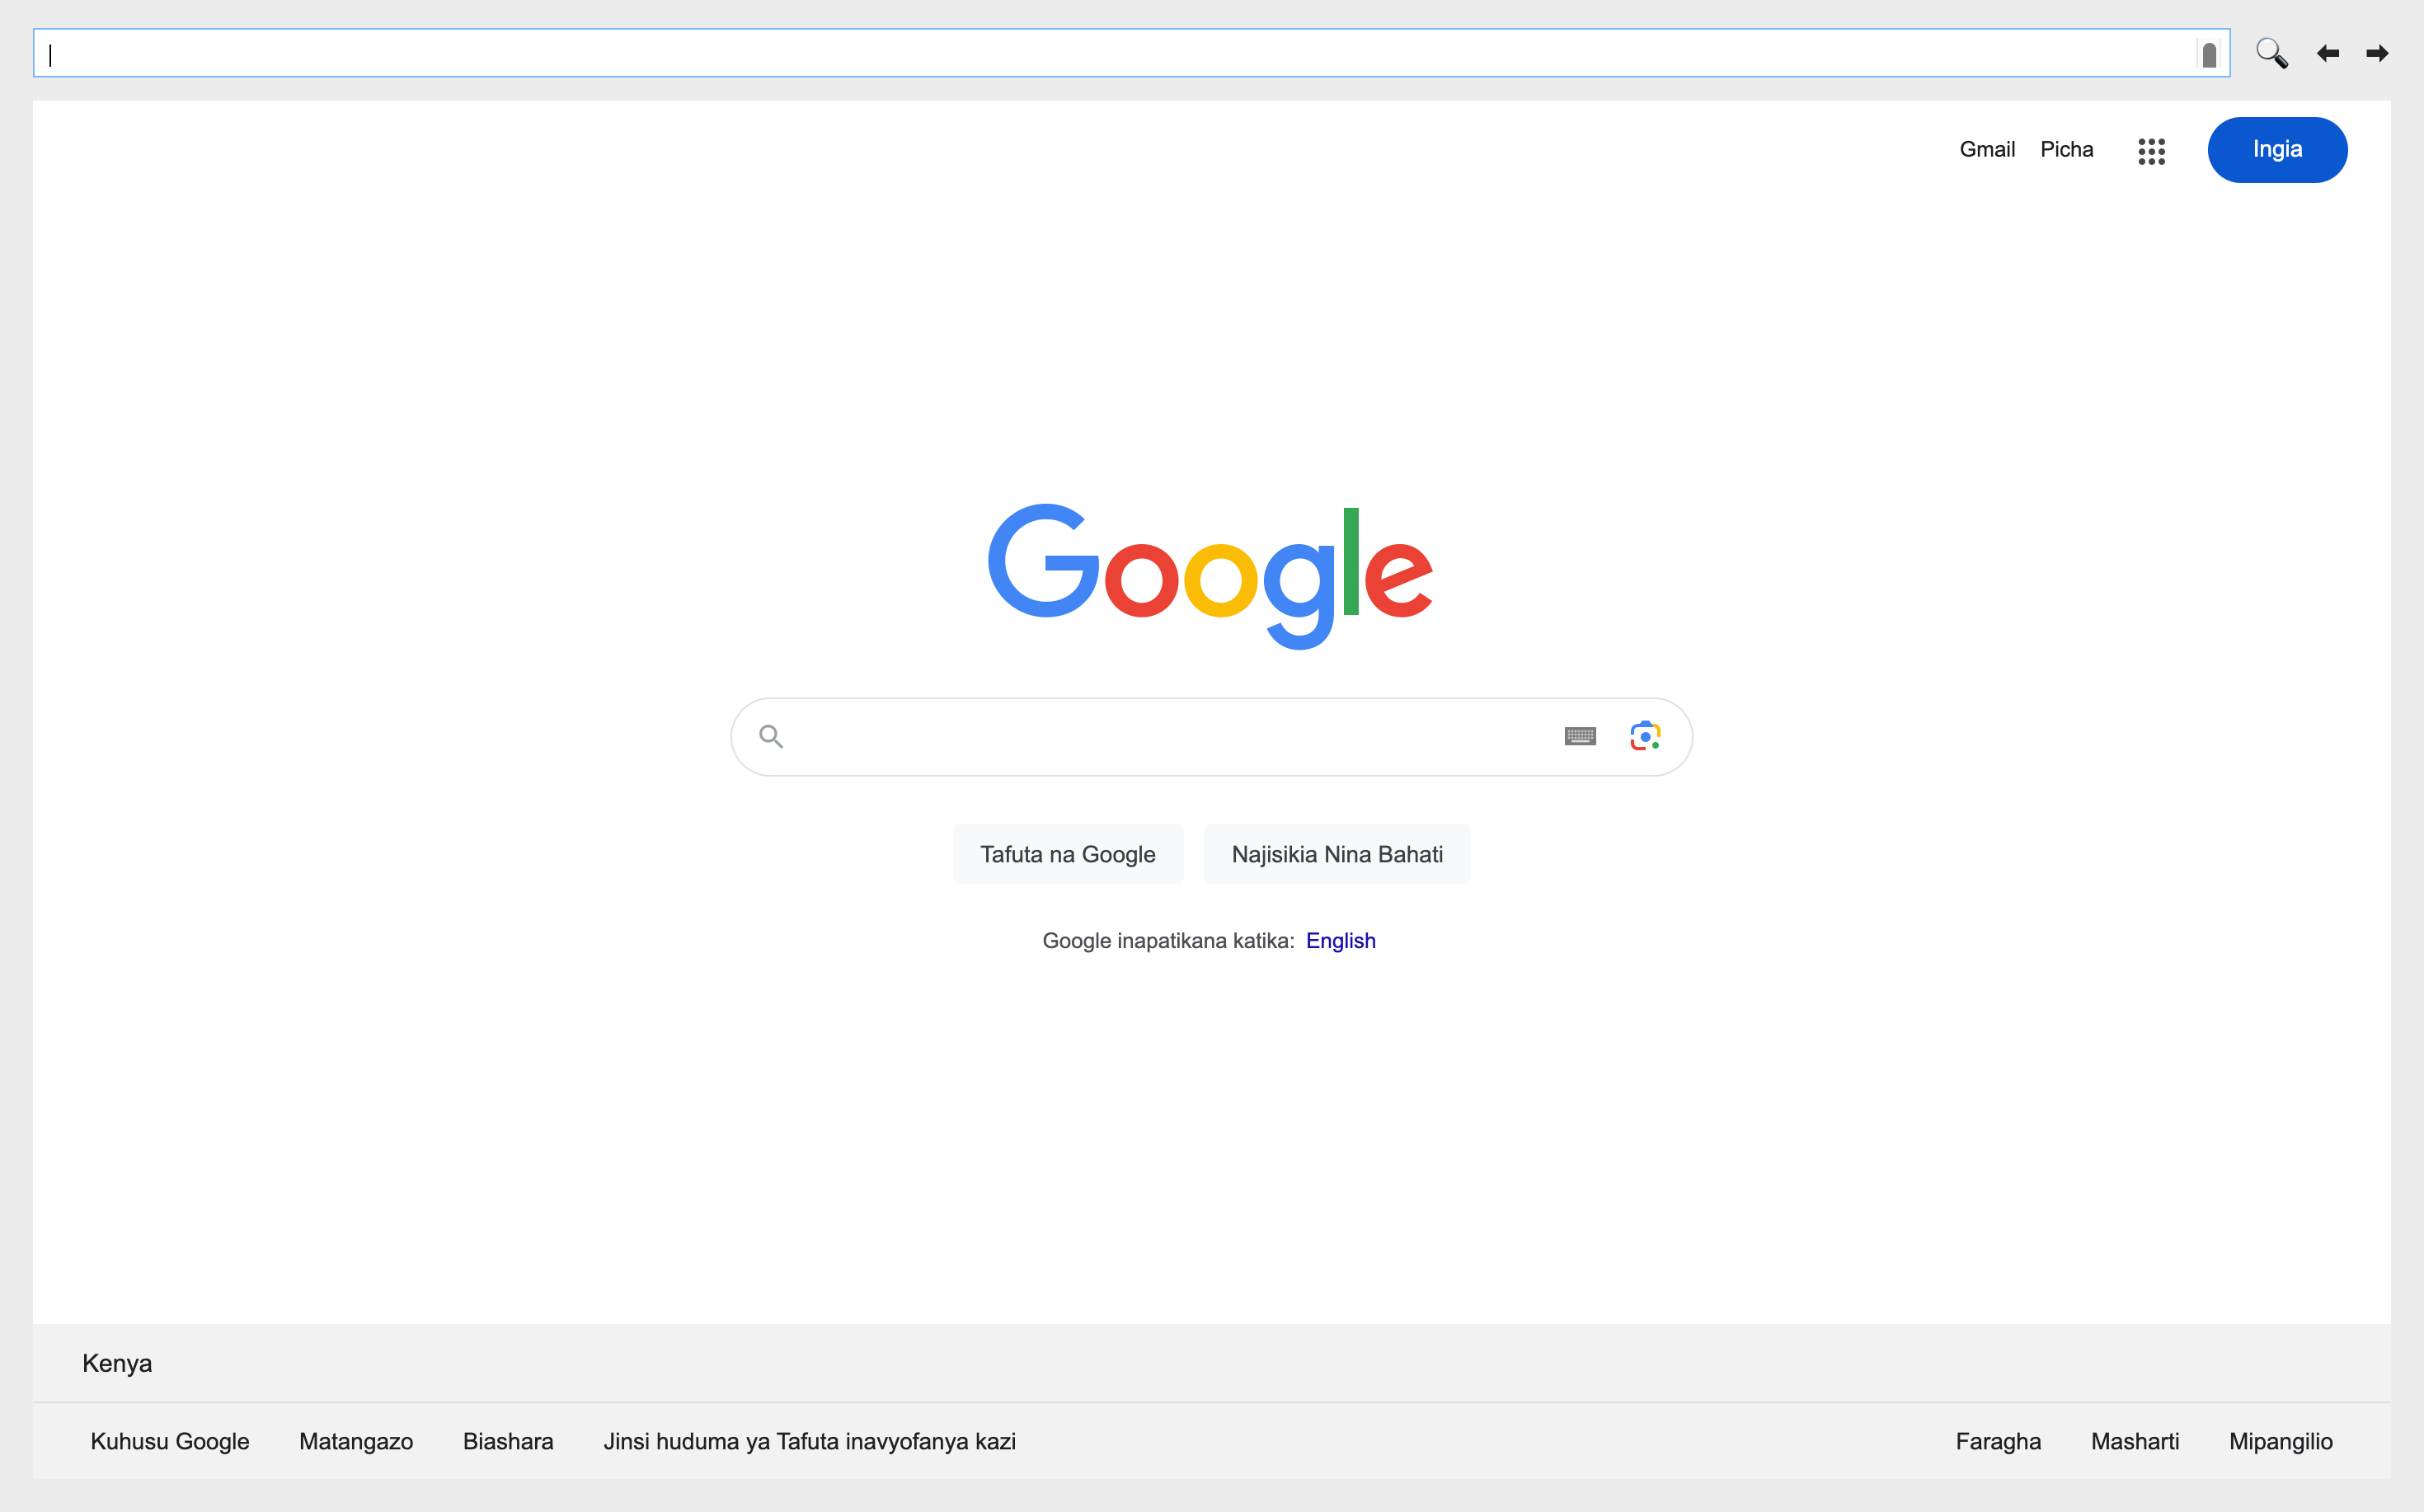 Gmail Picha Ingia
Google
Tafuta na Google Najisikia Nina Bahati
Google inapatikana katika: English
Kenya
Kuhusu Google Matangazo Biashara Jinsi huduma ya Tafuta inavyofanya kazi Faragha Masharti Mipangilio